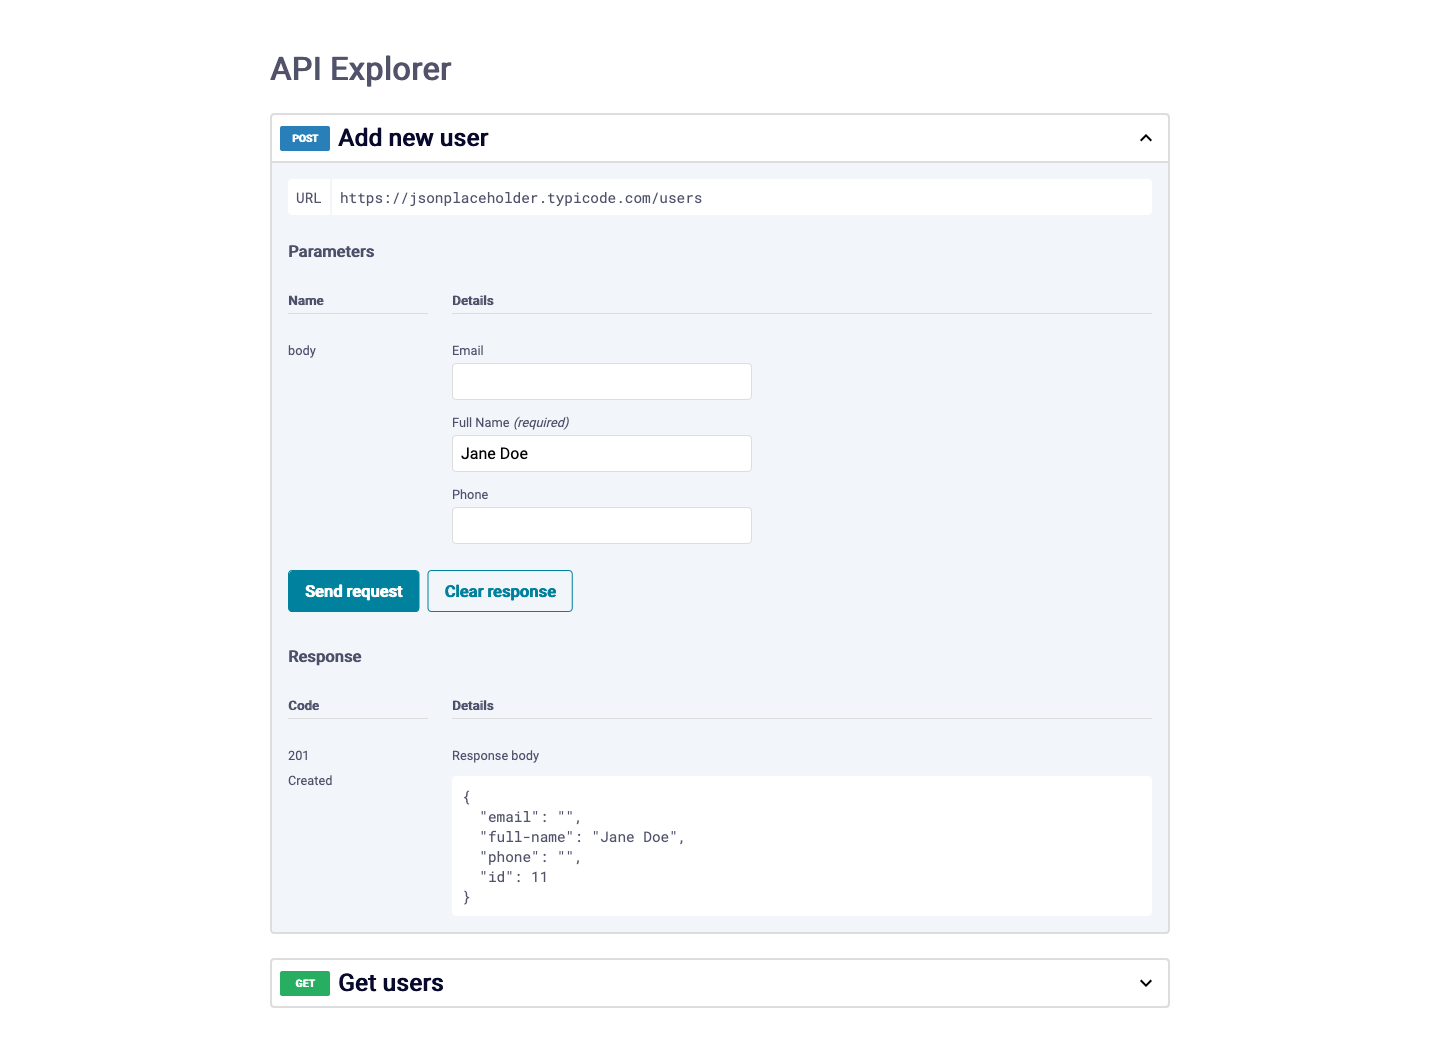 API Explorer
POST Add new user
URL https://jsonplaceholder.typicode.com/users
Parameters
Name Details
body Email
Full Name (required)
Jane Doe
Phone
Send request Clear response
Response
Code Details
201 Response body
Created
{
  "email": "",
  "full-name": "Jane Doe",
  "phone": "",
  "id": 11
}
GET Get users